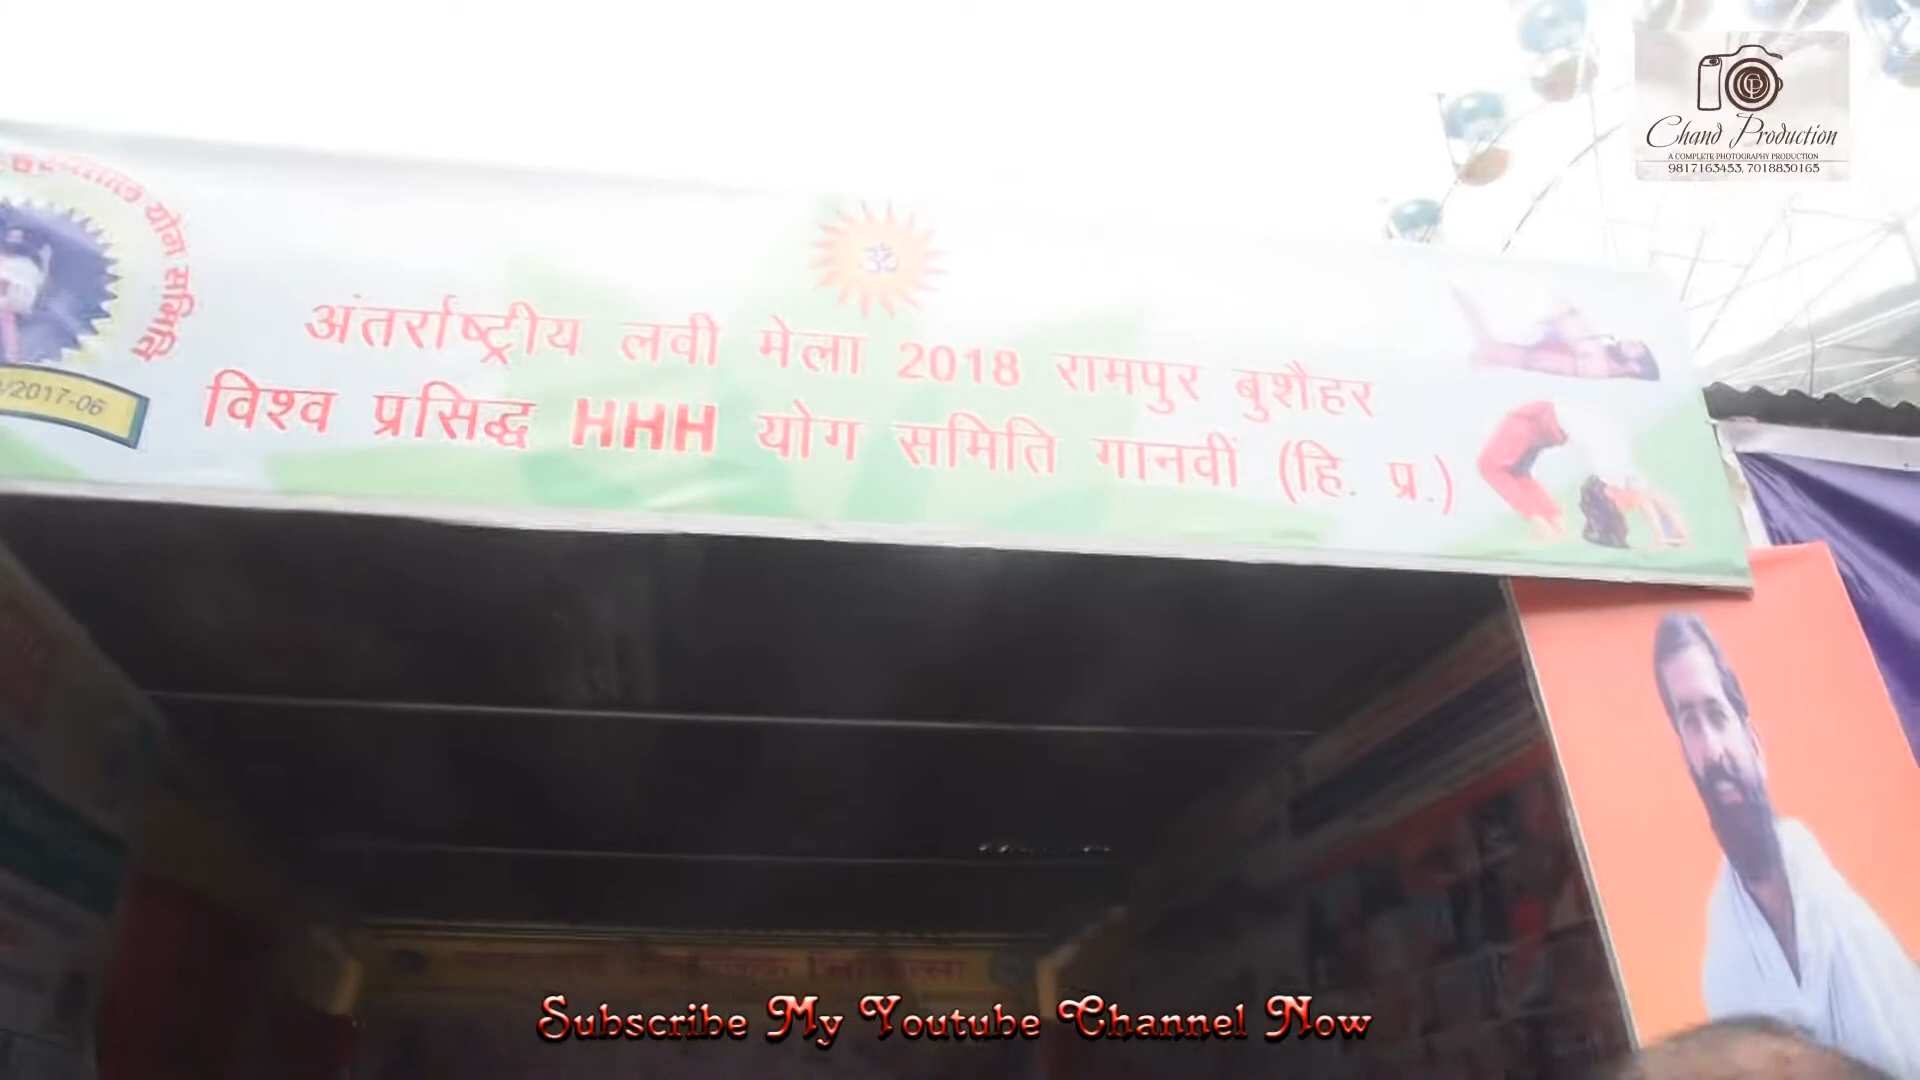 Chand Production
A COMPLETE PHOTOGRAPHY PRODUCTION
9817163453, 7018830165
योग समिति
/2017-06
ॐ
अंतर्राष्ट्रीय लवी मेला 2018 रामपुर बुशैहर
विश्व प्रसिद्ध HHH योग समिति गानवीं (हि. प्र.)
Subscribe My Youtube Channel Now